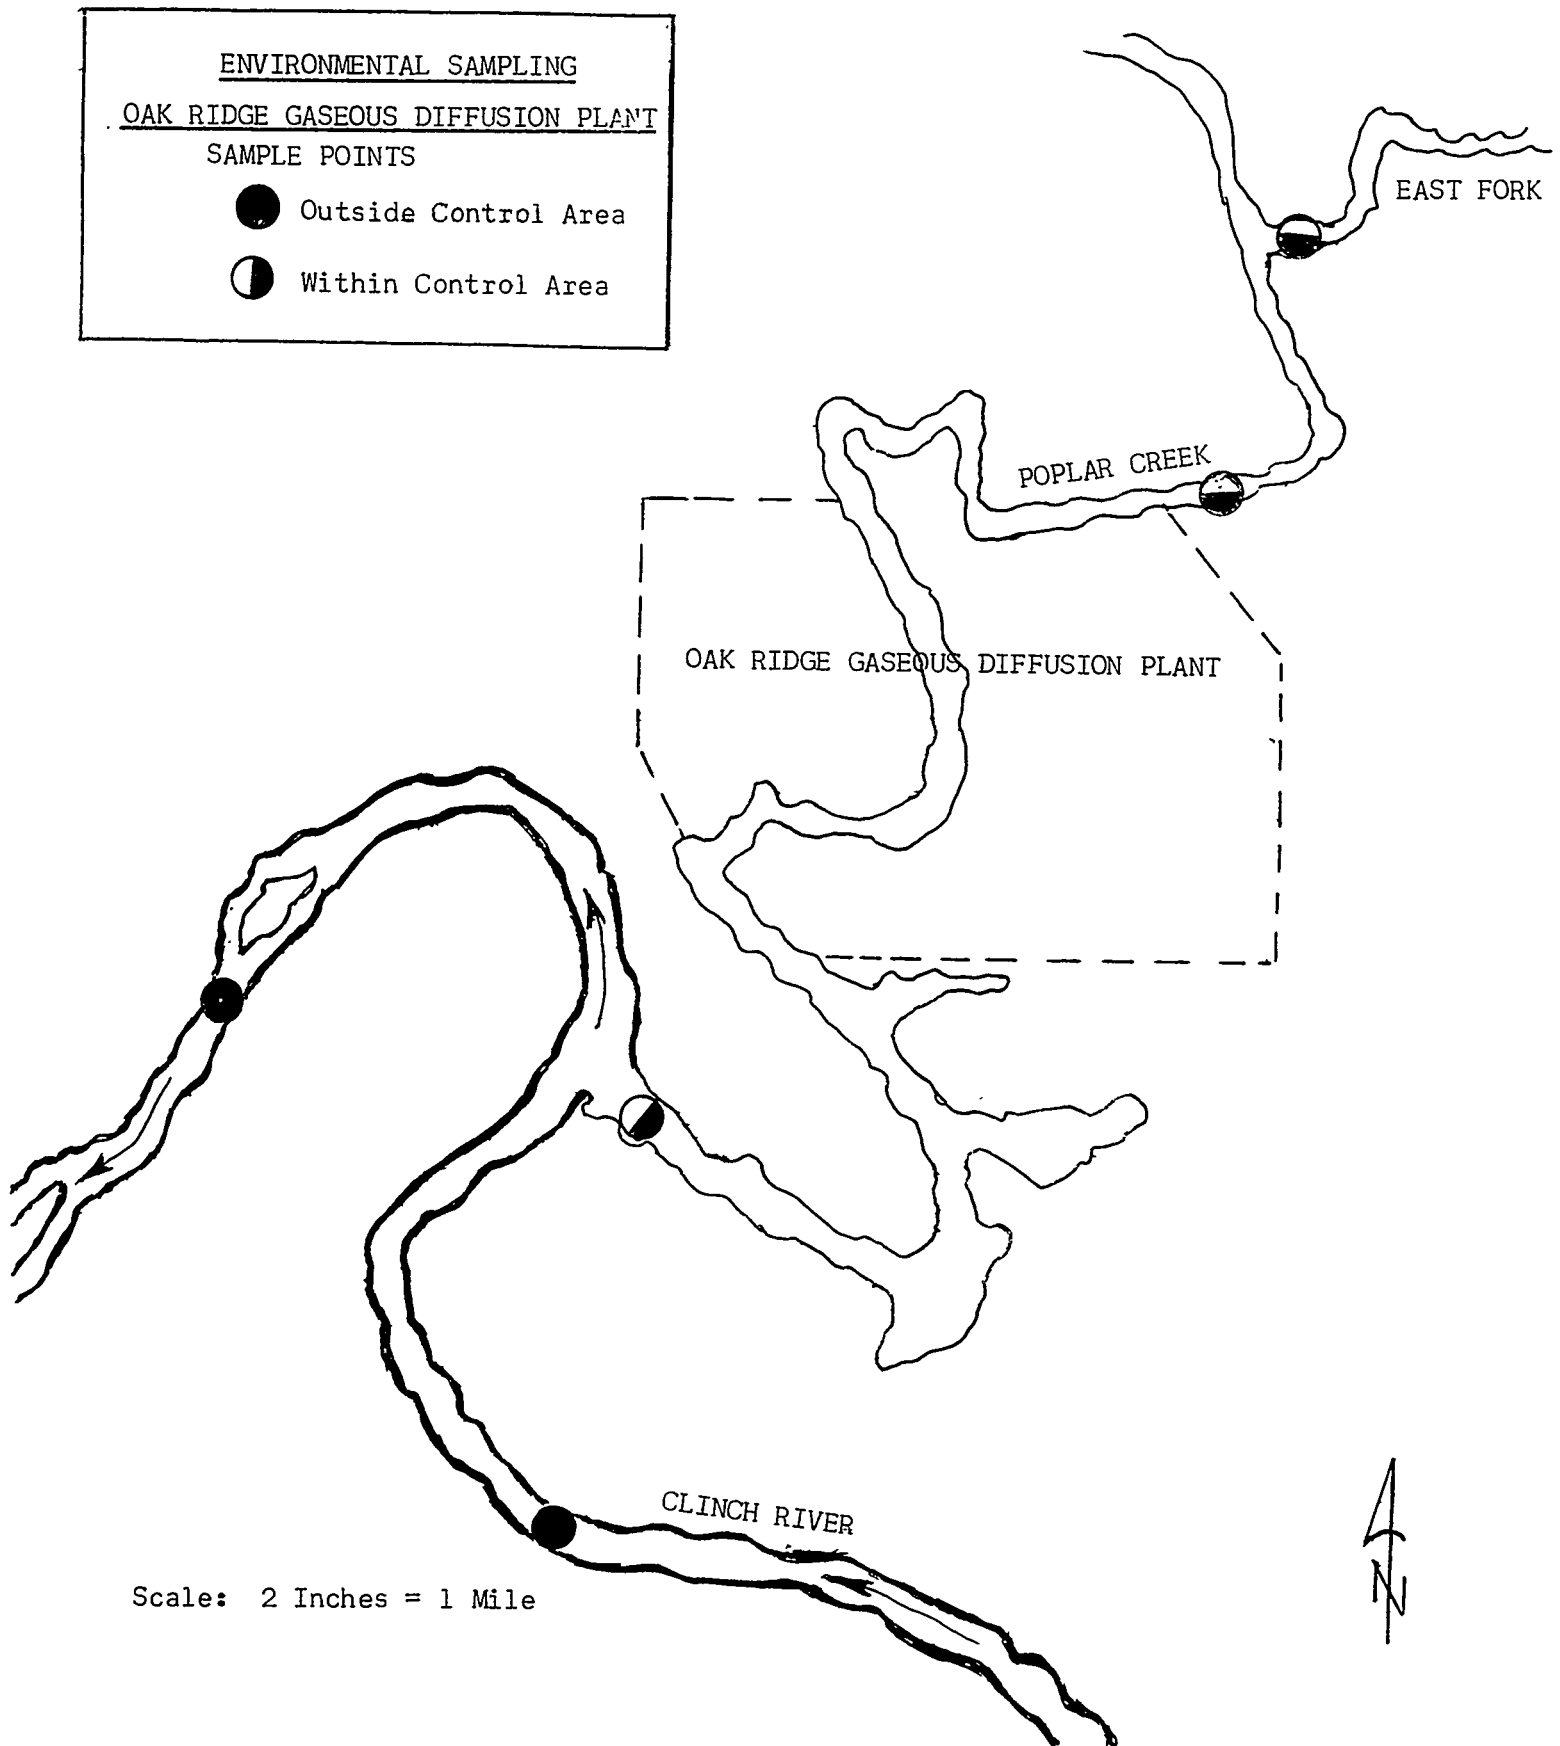 ENVIRONMENTAL SAMPLING
OAK RIDGE GASEOUS DIFFUSION PLANT
SAMPLE POINTS
Outside Control Area
Within Control Area
EAST FORK
POPLAR CREEK
OAK RIDGE GASEOUS DIFFUSION PLANT
CLINCH RIVER
Scale: 2 Inches = 1 Mile
N